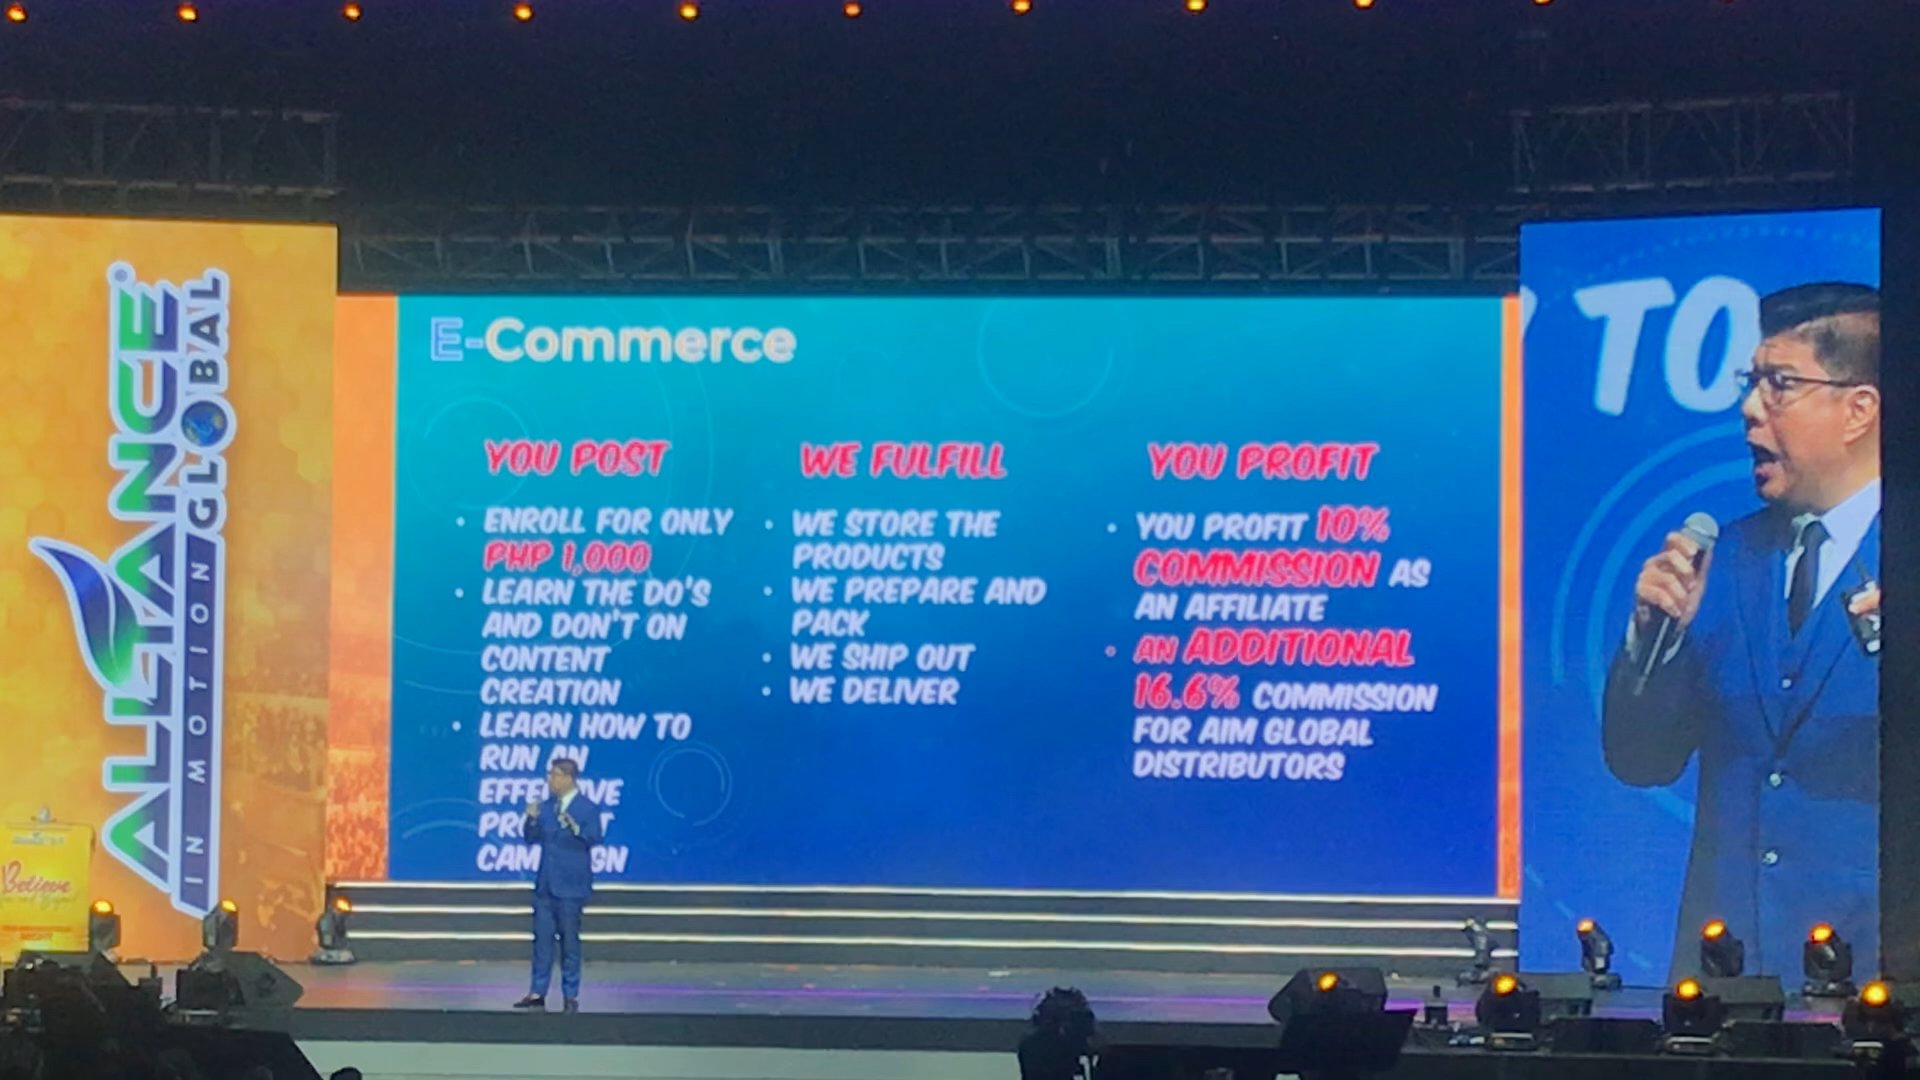 ALLIANCE®
IN MOTION GLOBAL
Believe
E-Commerce
YOU POST
ENROLL FOR ONLY
PHP 1,000
LEARN THE DO'S
AND DON'T ON
CONTENT
CREATION
LEARN HOW TO
RUN AN
WE FULFILL
WE STORE THE
PRODUCTS
WE PREPARE AND
PACK
WE SHIP OUT
WE DELIVER
YOU PROFIT
YOU PROFIT 10%
COMMISSION AS
AN AFFILIATE
AN ADDITIONAL
16.6% COMMISSION
FOR AIM GLOBAL
DISTRIBUTORS
TO